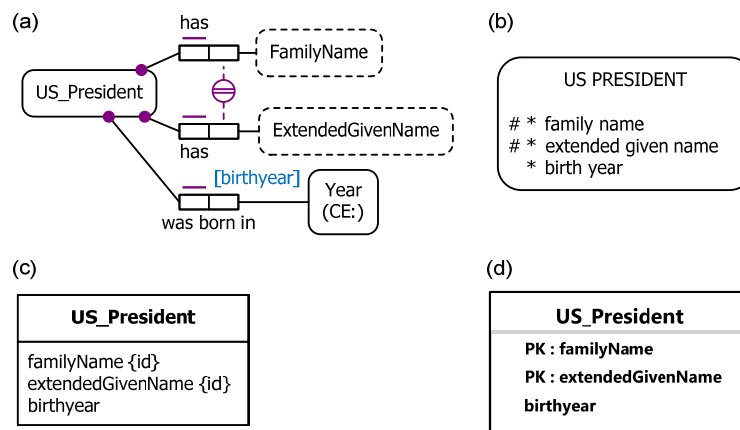 (a)
has
FamilyName
US_President
ExtendedGivenName
has
[birthyear]
Year
(CE:)
was born in
(b)
US PRESIDENT
# * family name
# * extended given name
* birth year
(c)
US_President
familyName {id}
extendedGivenName {id}
birthyear
(d)
US_President
PK : familyName
PK : extendedGivenName
birthyear